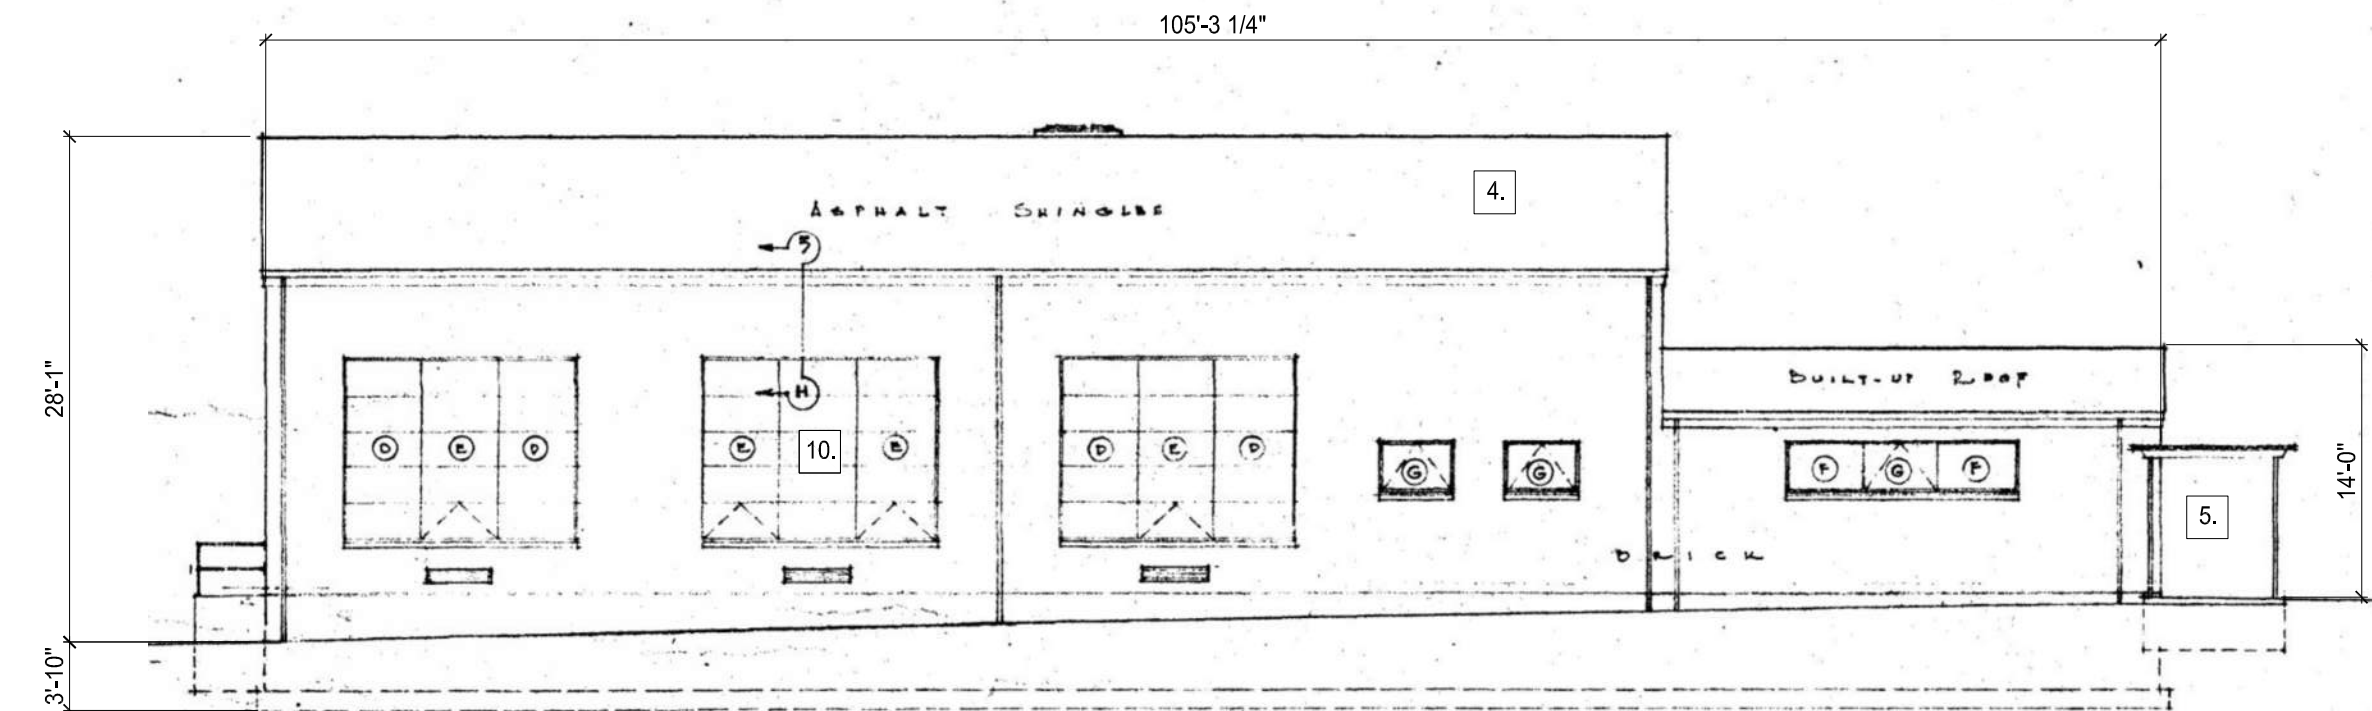 105'-3 1/4"
4.
ASPHALT SHINGLES
5
28'-1"
14'-0"
BUILT-UP ROOF
H
D E D
E 10. E
D E D
G G
F G F
5.
BRICK
3'-10"